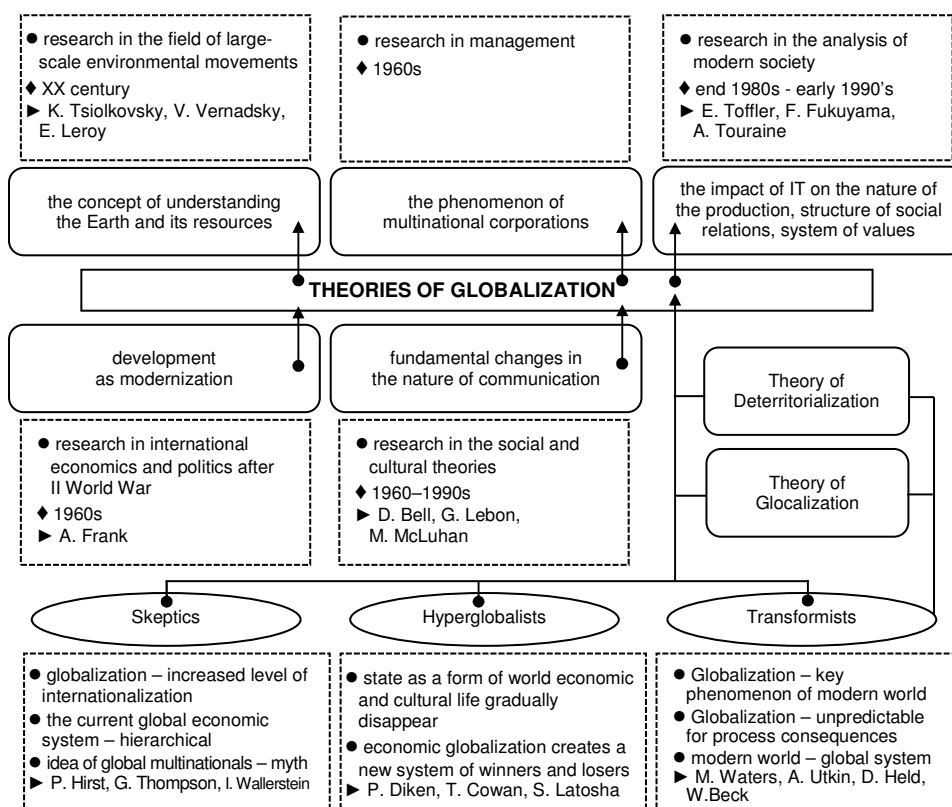 ● research in the field of large-
scale environmental movements
♦ XX century
► K. Tsiolkovsky, V. Vernadsky,
E. Leroy
● research in management
♦ 1960s
● research in the analysis of
modern society
♦ end 1980s - early 1990’s
► E. Toffler, F. Fukuyama,
A. Touraine
the concept of understanding
the Earth and its resources
the phenomenon of
multinational corporations
the impact of IT on the nature of
the production, structure of social
relations, system of values
THEORIES OF GLOBALIZATION
development
as modernization
fundamental changes in
the nature of communication
Theory of
Deterritorialization
● research in international
economics and politics after
II World War
♦ 1960s
► A. Frank
● research in the social and
cultural theories
♦ 1960–1990s
► D. Bell, G. Lebon,
M. McLuhan
Theory of
Glocalization
Skeptics
Hyperglobalists
Transformists
● globalization – increased level of
internationalization
● the current global economic
system – hierarchical
● idea of global multinationals – myth
► P. Hirst, G. Thompson, I. Wallerstein
● state as a form of world economic
and cultural life gradually
disappear
● economic globalization creates a
new system of winners and losers
► P. Diken, T. Cowan, S. Latosha
● Globalization – key
phenomenon of modern world
● Globalization – unpredictable
for process consequences
● modern world – global system
► M. Waters, A. Utkin, D. Held,
W.Beck